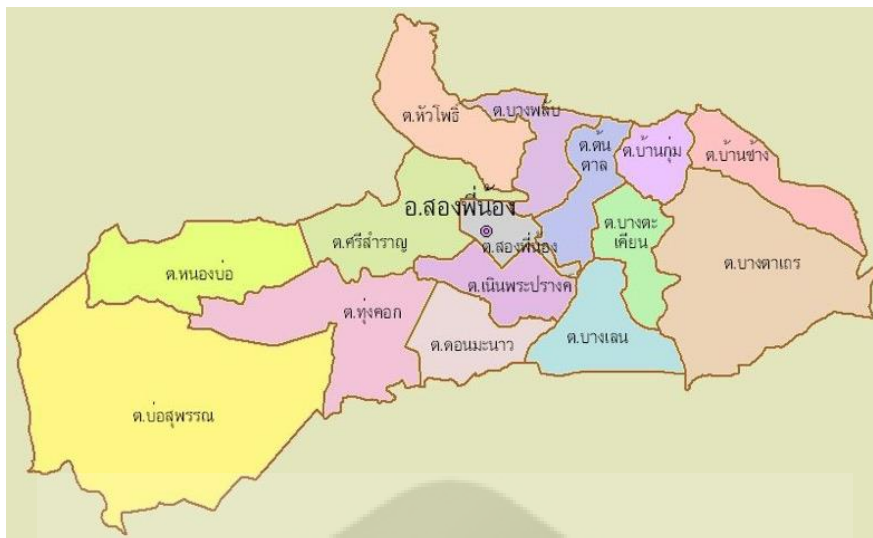 ต.บางพลับ
ต.หัวโพธิ์
ต.ต้น
ตาล
ต.บ้านกุ่ม
ต.บ้านช้าง
อ.สองพี่น้อง
ต.บางตะ
เคียน
ต.ศรีสำราญ
ต.สองพี่น้อง
ต.บางตาเถร
ต.หนองบ่อ
ต.เนินพระปรางค์
ต.ทุ่งคอก
ต.บางเลน
ต.ดอนมะนาว
ต.บ่อสุพรรณ